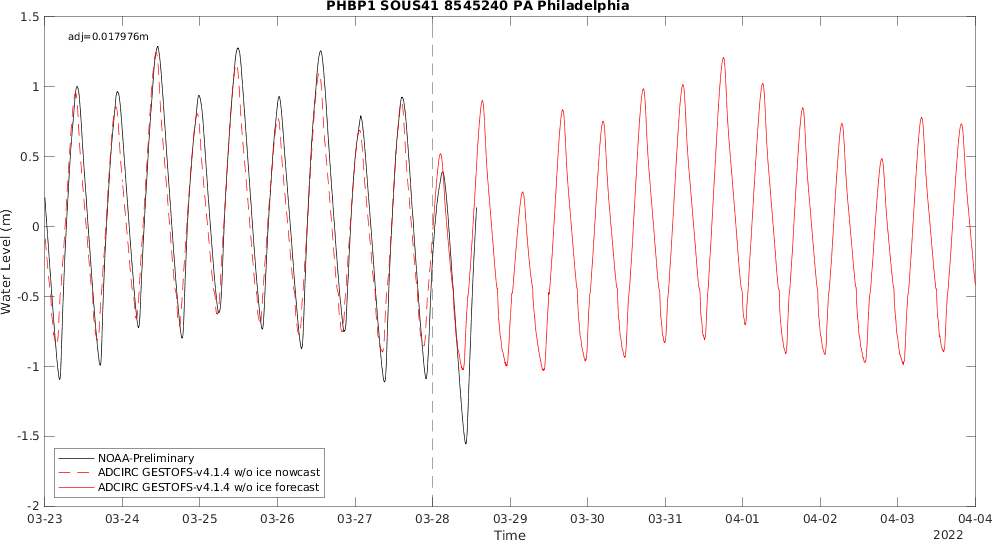 PHBP1 SOUS41 8545240 PA Philadelphia
adj=0.017976m
1.5
1
0.5
0
-0.5
-1
-1.5
-2
Water Level (m)
NOAA-Preliminary
ADCIRC GESTOFS-v4.1.4 w/o ice nowcast
ADCIRC GESTOFS-v4.1.4 w/o ice forecast
03-23 03-24 03-25 03-26 03-27 03-28 03-29 03-30 03-31 04-01 04-02 04-03 04-04
Time
2022